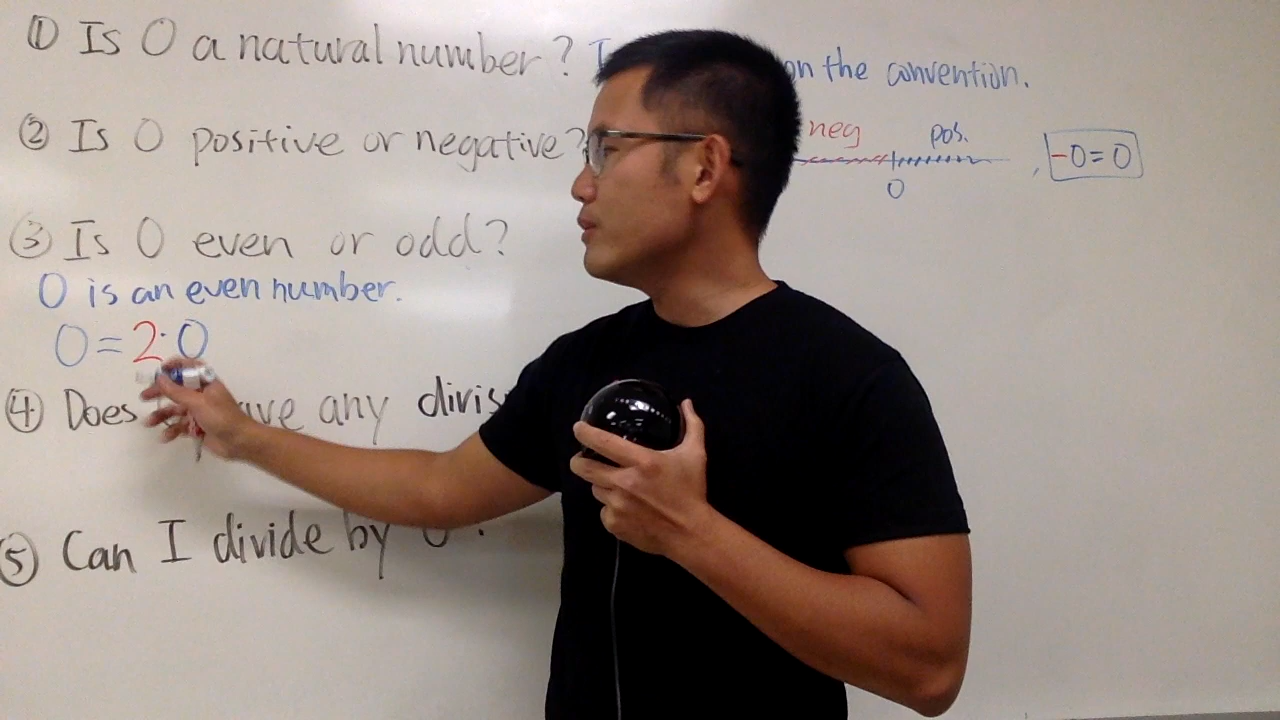 ① Is 0 a natural number? on the convention.
② Is 0 positive or negative? neg pos. 0 , -0=0
③ Is 0 even or odd?
0 is an even number.
0=2·0
④ Does any
⑤ Can I divide by 0?